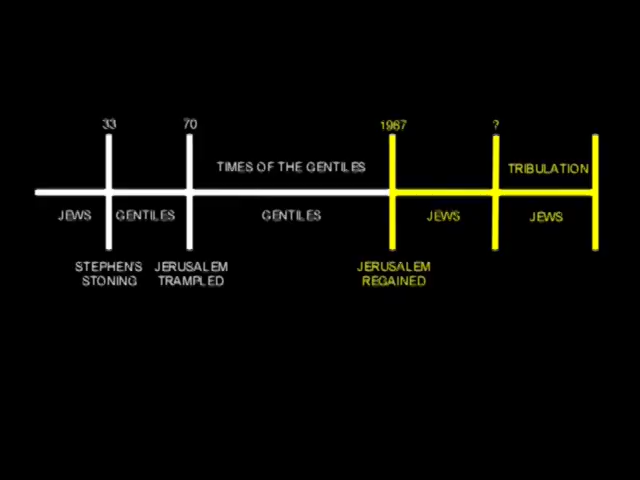 33 70 1967 ?
TIMES OF THE GENTILES TRIBULATION
JEWS GENTILES GENTILES JEWS JEWS
STEPHEN'S JERUSALEM JERUSALEM
STONING TRAMPLED REGAINED